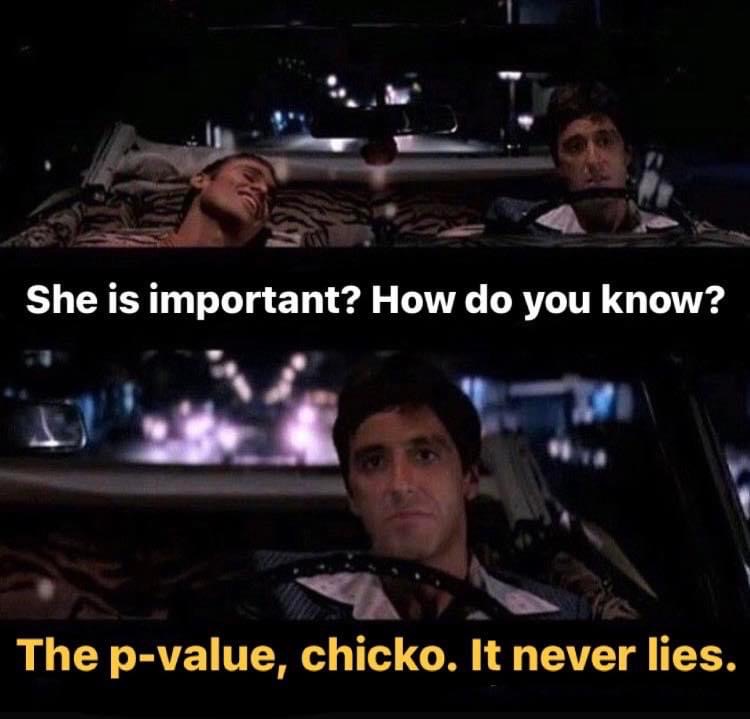 She is important? How do you know?
The p-value, chicko. It never lies.